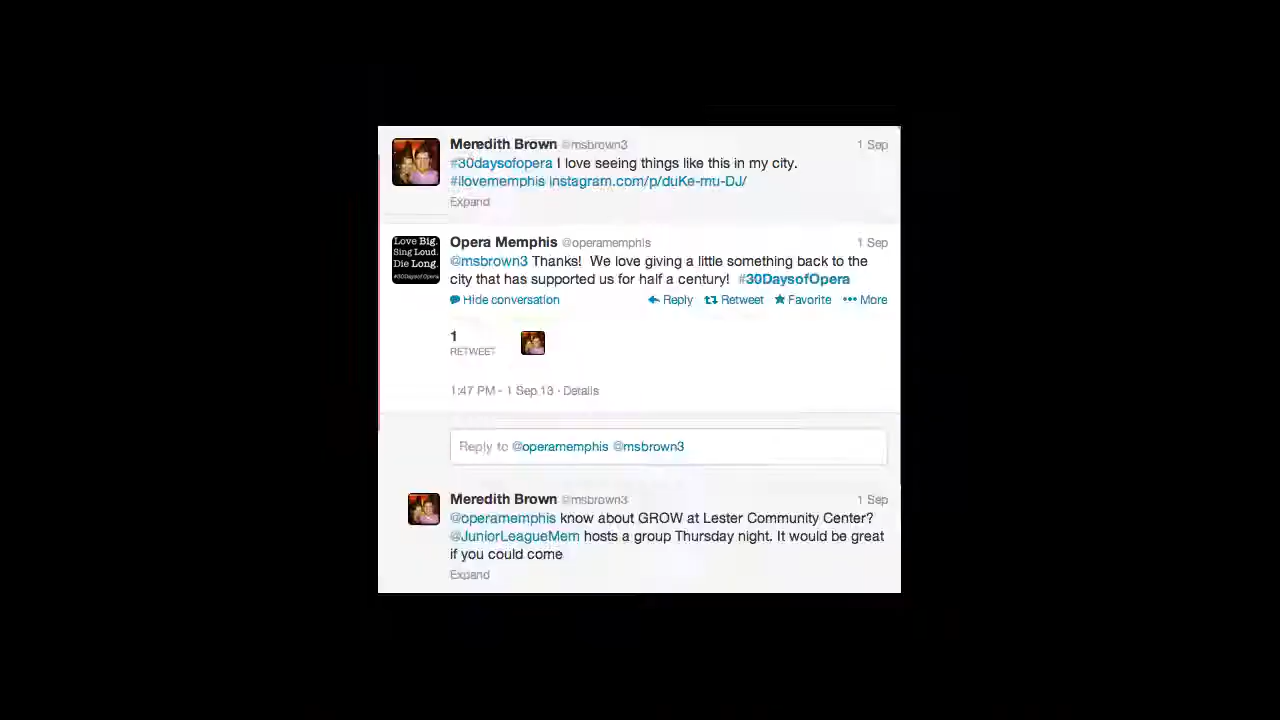 Meredith Brown @msbrown3 1 Sep
#30daysofopera I love seeing things like this in my city.
#ilovememphis instagram.com/p/duKe-mu-DJ/
Expand
Love Big.
Sing Loud.
Die Long.
#30DaysofOpera
Opera Memphis @operamemphis 1 Sep
@msbrown3 Thanks! We love giving a little something back to the
city that has supported us for half a century! #30DaysofOpera
Hide conversation Reply Retweet Favorite More
1
RETWEET
1:47 PM - 1 Sep 13 · Details
Reply to @operamemphis @msbrown3
Meredith Brown @msbrown3 1 Sep
@operamemphis know about GROW at Lester Community Center?
@JuniorLeagueMem hosts a group Thursday night. It would be great
if you could come
Expand